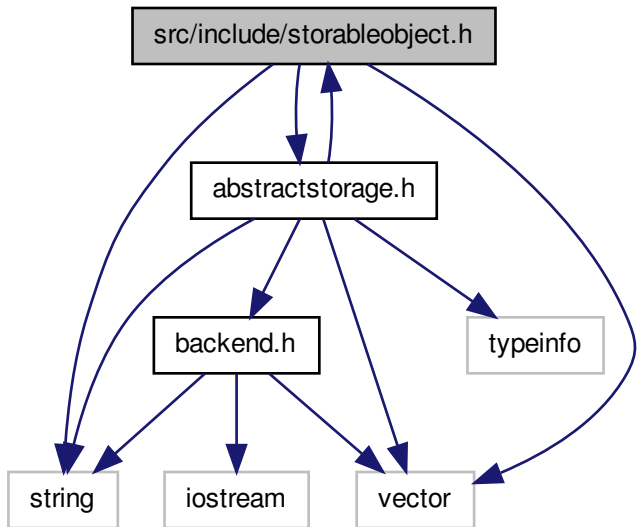 src/include/storableobject.h
abstractstorage.h
backend.h
typeinfo
string
iostream
vector